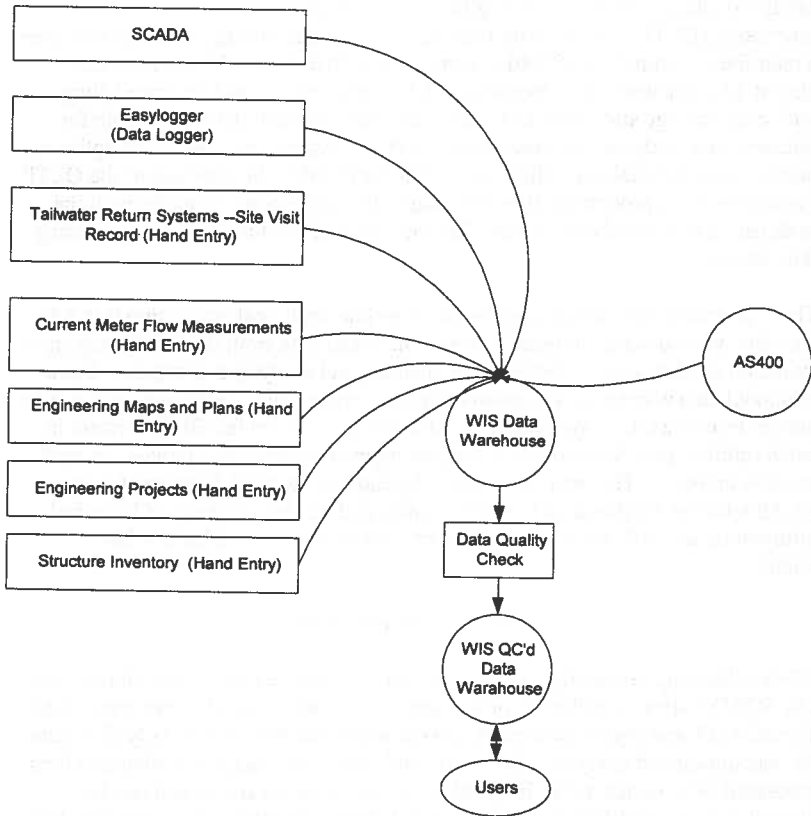 SCADA
Easylogger
(Data Logger)
Tailwater Return Systems --Site Visit
Record (Hand Entry)
Current Meter Flow Measurements
(Hand Entry)
Engineering Maps and Plans (Hand
Entry)
Engineering Projects (Hand Entry)
Structure Inventory (Hand Entry)
AS400
WIS Data
Warehouse
Data Quality
Check
WIS QC'd
Data
Warahouse
Users